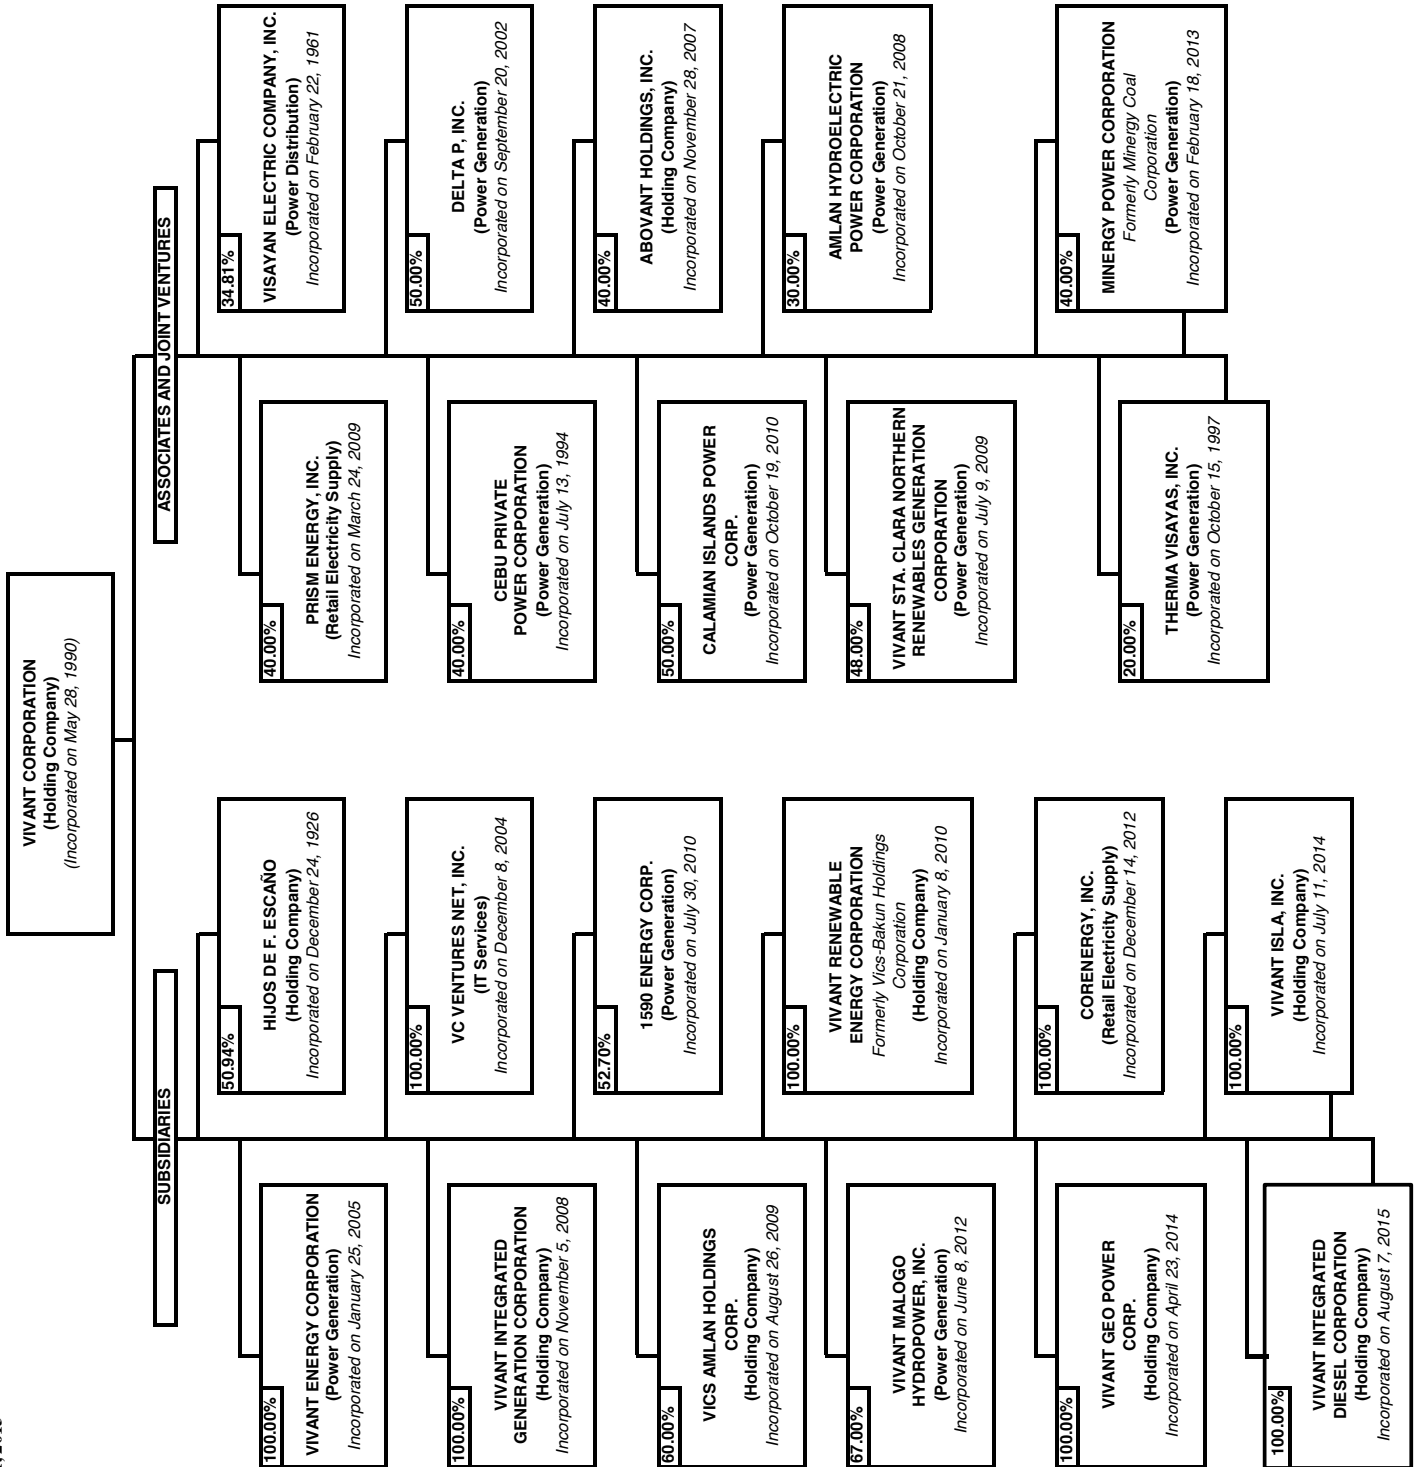 VIVANT CORPORATION
(Holding Company)
(Incorporated on May 28, 1990)
SUBSIDIARIES
50.94%
HIJOS DE F. ESCAÑO
(Holding Company)
Incorporated on December 24, 1926
100.00%
VIVANT ENERGY CORPORATION
(Power Generation)
Incorporated on January 25, 2005
100.00%
VC VENTURES NET, INC.
(IT Services)
Incorporated on December 8, 2004
100.00%
VIVANT INTEGRATED
GENERATION CORPORATION
(Holding Company)
Incorporated on November 5, 2008
52.70%
1590 ENERGY CORP.
(Power Generation)
Incorporated on July 30, 2010
60.00%
VICS AMLAN HOLDINGS
CORP.
(Holding Company)
Incorporated on August 26, 2009
100.00%
VIVANT RENEWABLE
ENERGY CORPORATION
Formerly Vics-Bakun Holdings
Corporation
(Holding Company)
Incorporated on January 8, 2010
67.00%
VIVANT MALOGO
HYDROPOWER, INC.
(Power Generation)
Incorporated on June 8, 2012
100.00%
CORENERGY, INC.
(Retail Electricity Supply)
Incorporated on December 14, 2012
100.00%
VIVANT GEO POWER
CORP.
(Holding Company)
Incorporated on April 23, 2014
100.00%
VIVANT ISLA, INC.
(Holding Company)
Incorporated on July 11, 2014
100.00%
VIVANT INTEGRATED
DIESEL CORPORATION
(Holding Company)
Incorporated on August 7, 2015
ASSOCIATES AND JOINT VENTURES
34.81%
VISAYAN ELECTRIC COMPANY, INC.
(Power Distribution)
Incorporated on February 22, 1961
40.00%
PRISM ENERGY, INC.
(Retail Electricity Supply)
Incorporated on March 24, 2009
50.00%
DELTA P, INC.
(Power Generation)
Incorporated on September 20, 2002
40.00%
CEBU PRIVATE
POWER CORPORATION
(Power Generation)
Incorporated on July 13, 1994
40.00%
ABOVANT HOLDINGS, INC.
(Holding Company)
Incorporated on November 28, 2007
50.00%
CALAMIAN ISLANDS POWER
CORP.
(Power Generation)
Incorporated on October 19, 2010
30.00%
AMLAN HYDROELECTRIC
POWER CORPORATION
(Power Generation)
Incorporated on October 21, 2008
48.00%
VIVANT STA. CLARA NORTHERN
RENEWABLES GENERATION
CORPORATION
(Power Generation)
Incorporated on July 9, 2009
40.00%
MINERGY POWER CORPORATION
Formerly Minergy Coal
Corporation
(Power Generation)
Incorporated on February 18, 2013
20.00%
THERMA VISAYAS, INC.
(Power Generation)
Incorporated on October 15, 1997